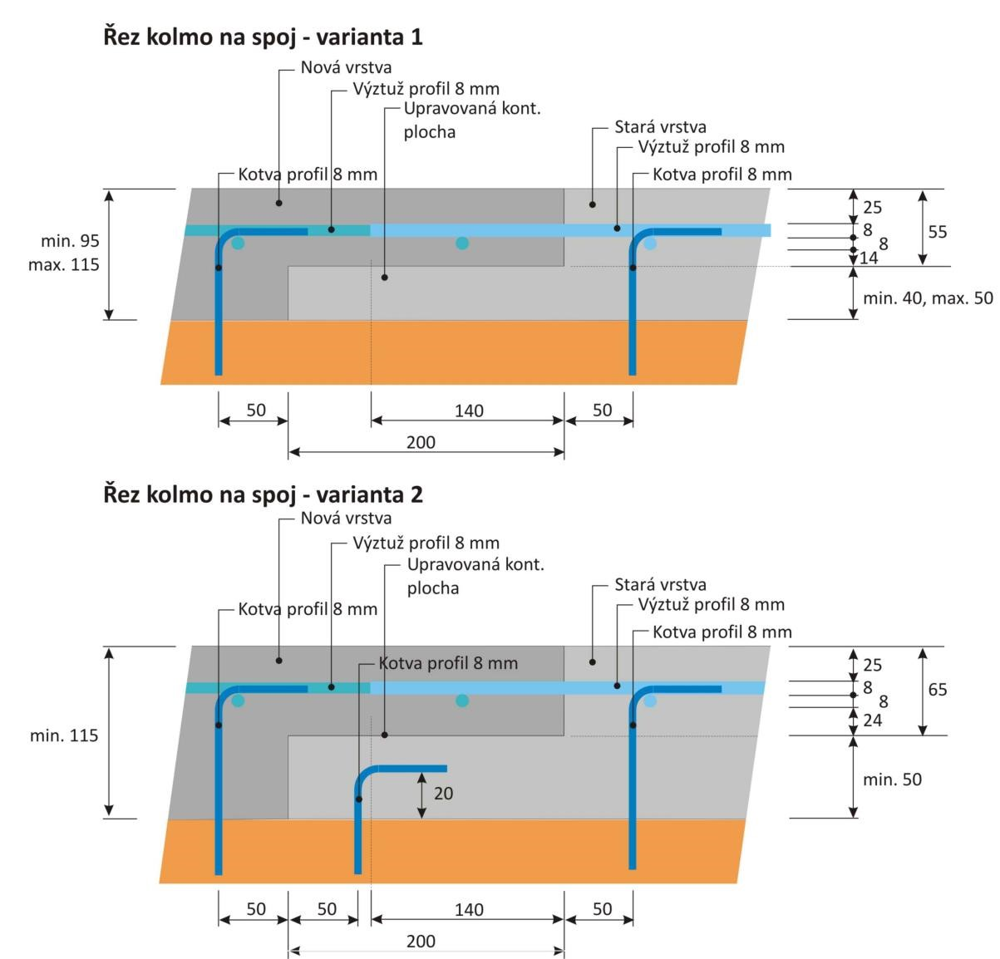 Řez kolmo na spoj - varianta 1
Nová vrstva
Výztuž profil 8 mm
Upravovaná kont.
plocha
Stará vrstva
Výztuž profil 8 mm
Kotva profil 8 mm
Kotva profil 8 mm
min. 95
max. 115
25
8
8
14
55
min. 40, max. 50
50
140
50
200
Řez kolmo na spoj - varianta 2
Nová vrstva
Výztuž profil 8 mm
Upravovaná kont.
plocha
Stará vrstva
Výztuž profil 8 mm
Kotva profil 8 mm
Kotva profil 8 mm
Kotva profil 8 mm
min. 115
25
8
8
24
65
min. 50
20
50
50
140
50
200